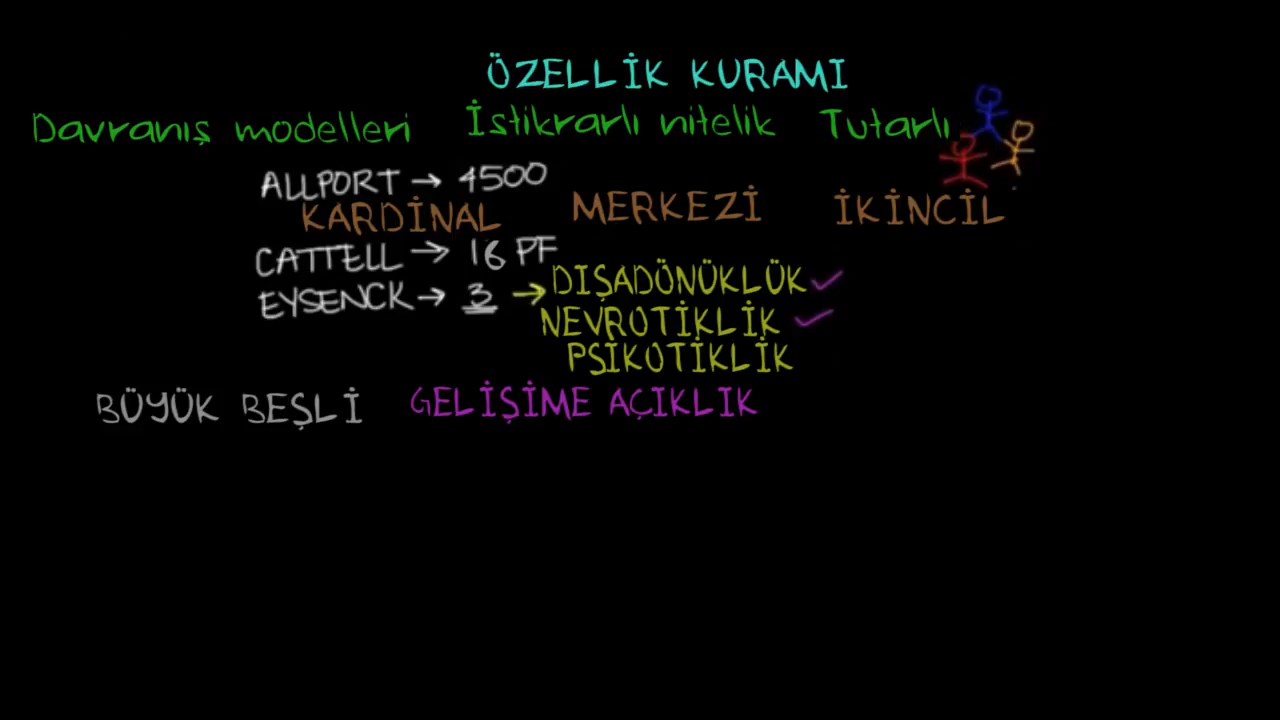 ÖZELLİK KURAMI
Davranış modelleri İstikrarlı nitelik Tutarlı
ALLPORT → 4500
KARDİNAL MERKEZİ İKİNCİL
CATTELL → 16 PF
EYSENCK → 3 → DIŞADÖNÜKLÜK ✓
NEVROTİKLİK ✓
PSİKOTİKLİK
BÜYÜK BEŞLİ GELİŞİME AÇIKLIK